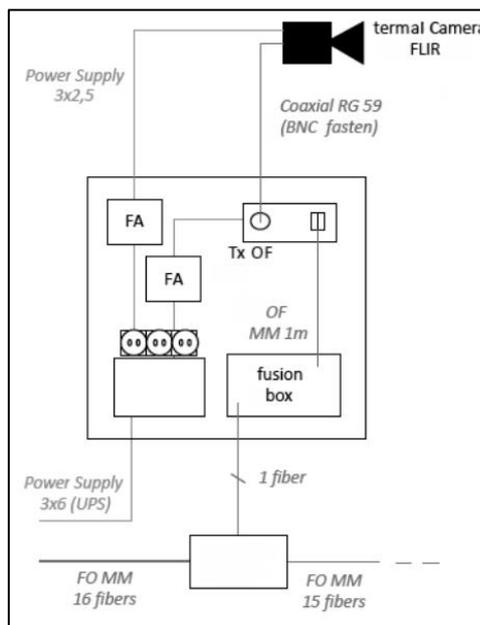 termal Camera
FLIR
Power Supply
3x2,5
Coaxial RG 59
(BNC fasten)
FA
Tx OF
FA
OF
MM 1m
fusion
box
Power Supply
3x6 (UPS)
1 fiber
FO MM
16 fibers
FO MM
15 fibers